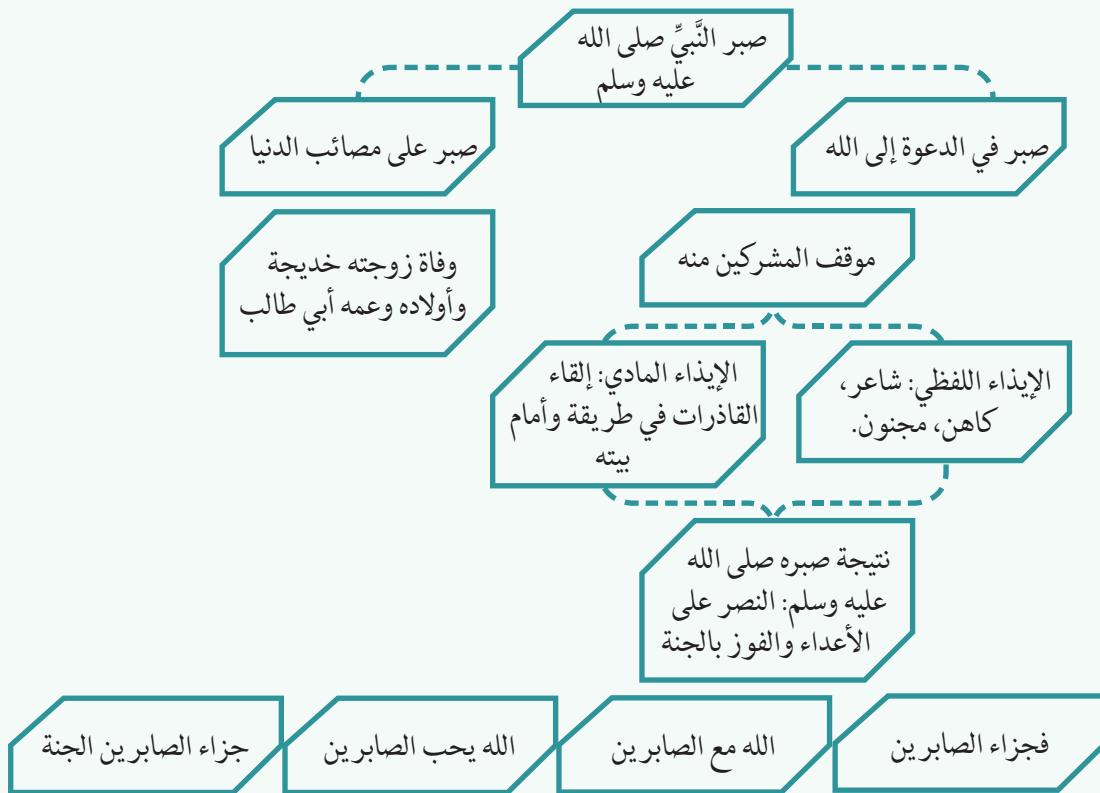 صبر النَّبيِّ صلى الله
عليه وسلم
صبر في الدعوة إلى الله
صبر على مصائب الدنيا
موقف المشركين منه
وفاة زوجته خديجة
وأولاده وعمه أبي طالب
الإيذاء اللفظي: شاعر،
كاهن، مجنون.
الإيذاء المادي: إلقاء
القاذرات في طريقة وأمام
بيته
نتيجة صبره صلى الله
عليه وسلم: النصر على
الأعداء والفوز بالجنة
فجزاء الصابرين
الله مع الصابرين
الله يحب الصابرين
جزاء الصابرين الجنة